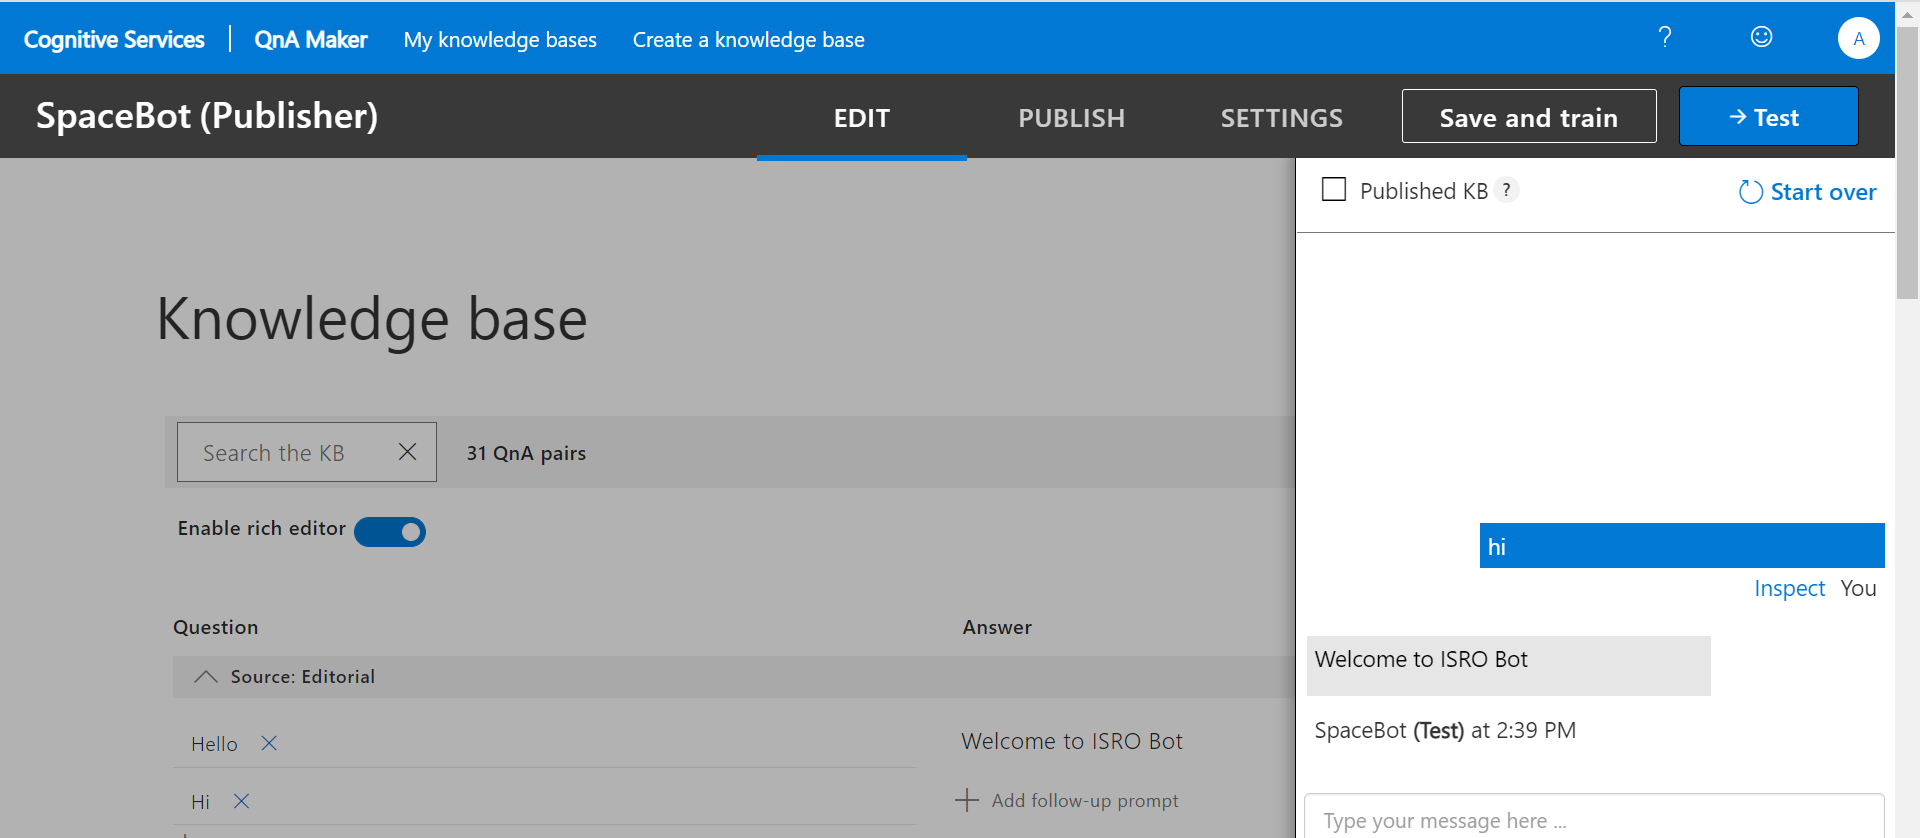 Cognitive Services | QnA Maker My knowledge bases Create a knowledge base ? A
SpaceBot (Publisher) EDIT PUBLISH SETTINGS Save and train → Test
Published KB ? Start over
Knowledge base
Search the KB 31 QnA pairs
Enable rich editor
hi
Inspect You
Question Answer
Source: Editorial
Welcome to ISRO Bot
SpaceBot (Test) at 2:39 PM
Hello Welcome to ISRO Bot
Hi Add follow-up prompt
Type your message here ...